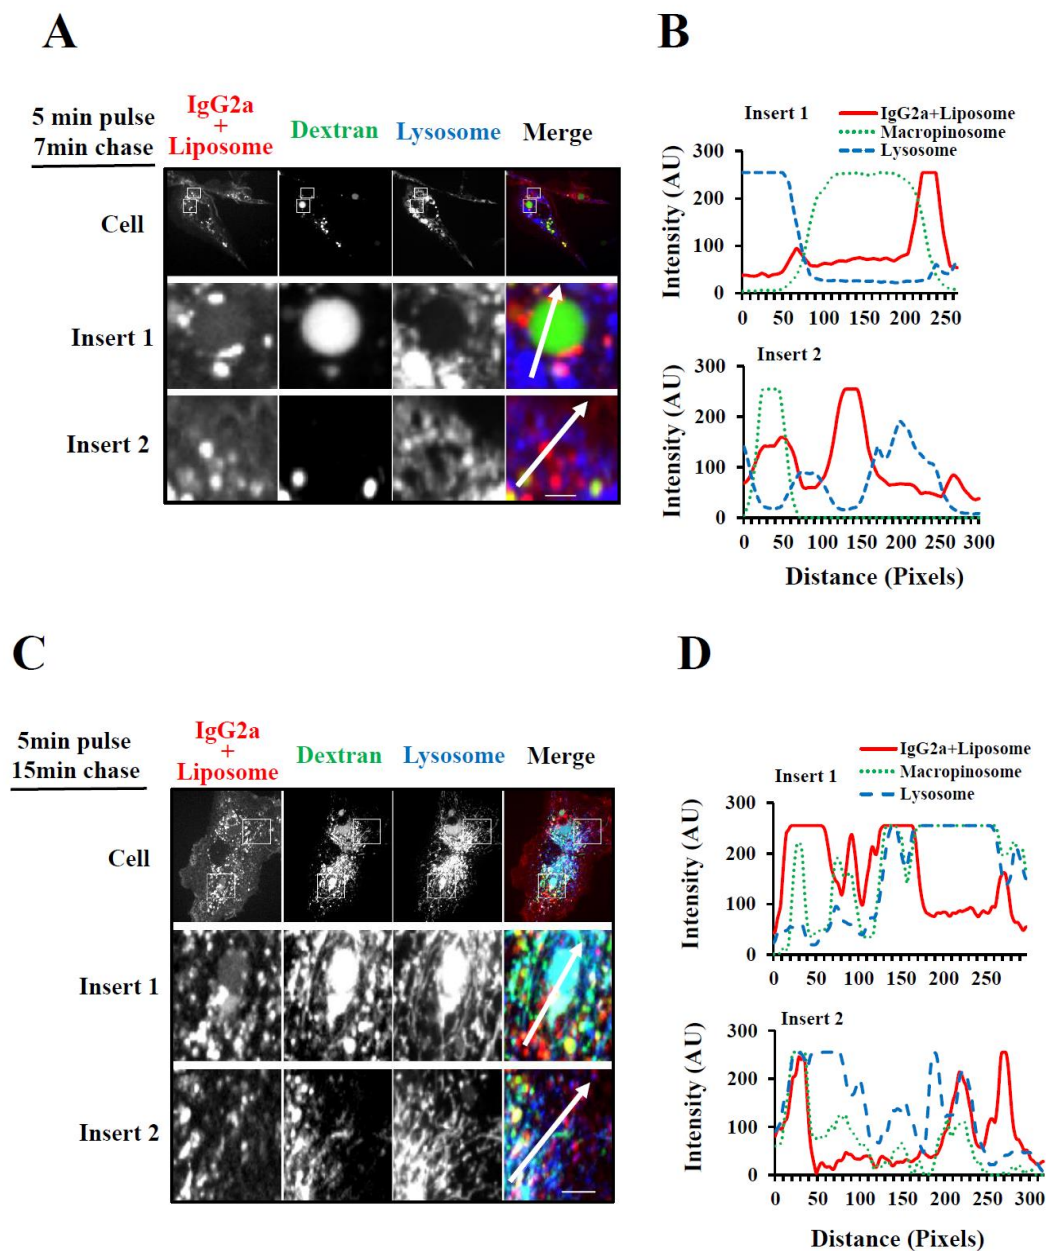 A
5 min pulse
7min chase
IgG2a
+
Liposome
Dextran
Lysosome
Merge
Cell
Insert 1
Insert 2
B
Insert 1
IgG2a+Liposome
Macropinosome
Lysosome
Intensity (AU)
300
200
100
0
0 50 100 150 200 250
Insert 2
Intensity (AU)
300
200
100
0
0 50 100 150 200 250 300
Distance (Pixels)
C
5min pulse
15min chase
IgG2a
+
Liposome
Dextran
Lysosome
Merge
Cell
Insert 1
Insert 2
D
IgG2a+Liposome
Macropinosome
Lysosome
Insert 1
Intensity (AU)
300
200
100
0
0 50 100 150 200 250
Insert 2
Intensity (AU)
300
200
100
0
0 50 100 150 200 250 300
Distance (Pixels)